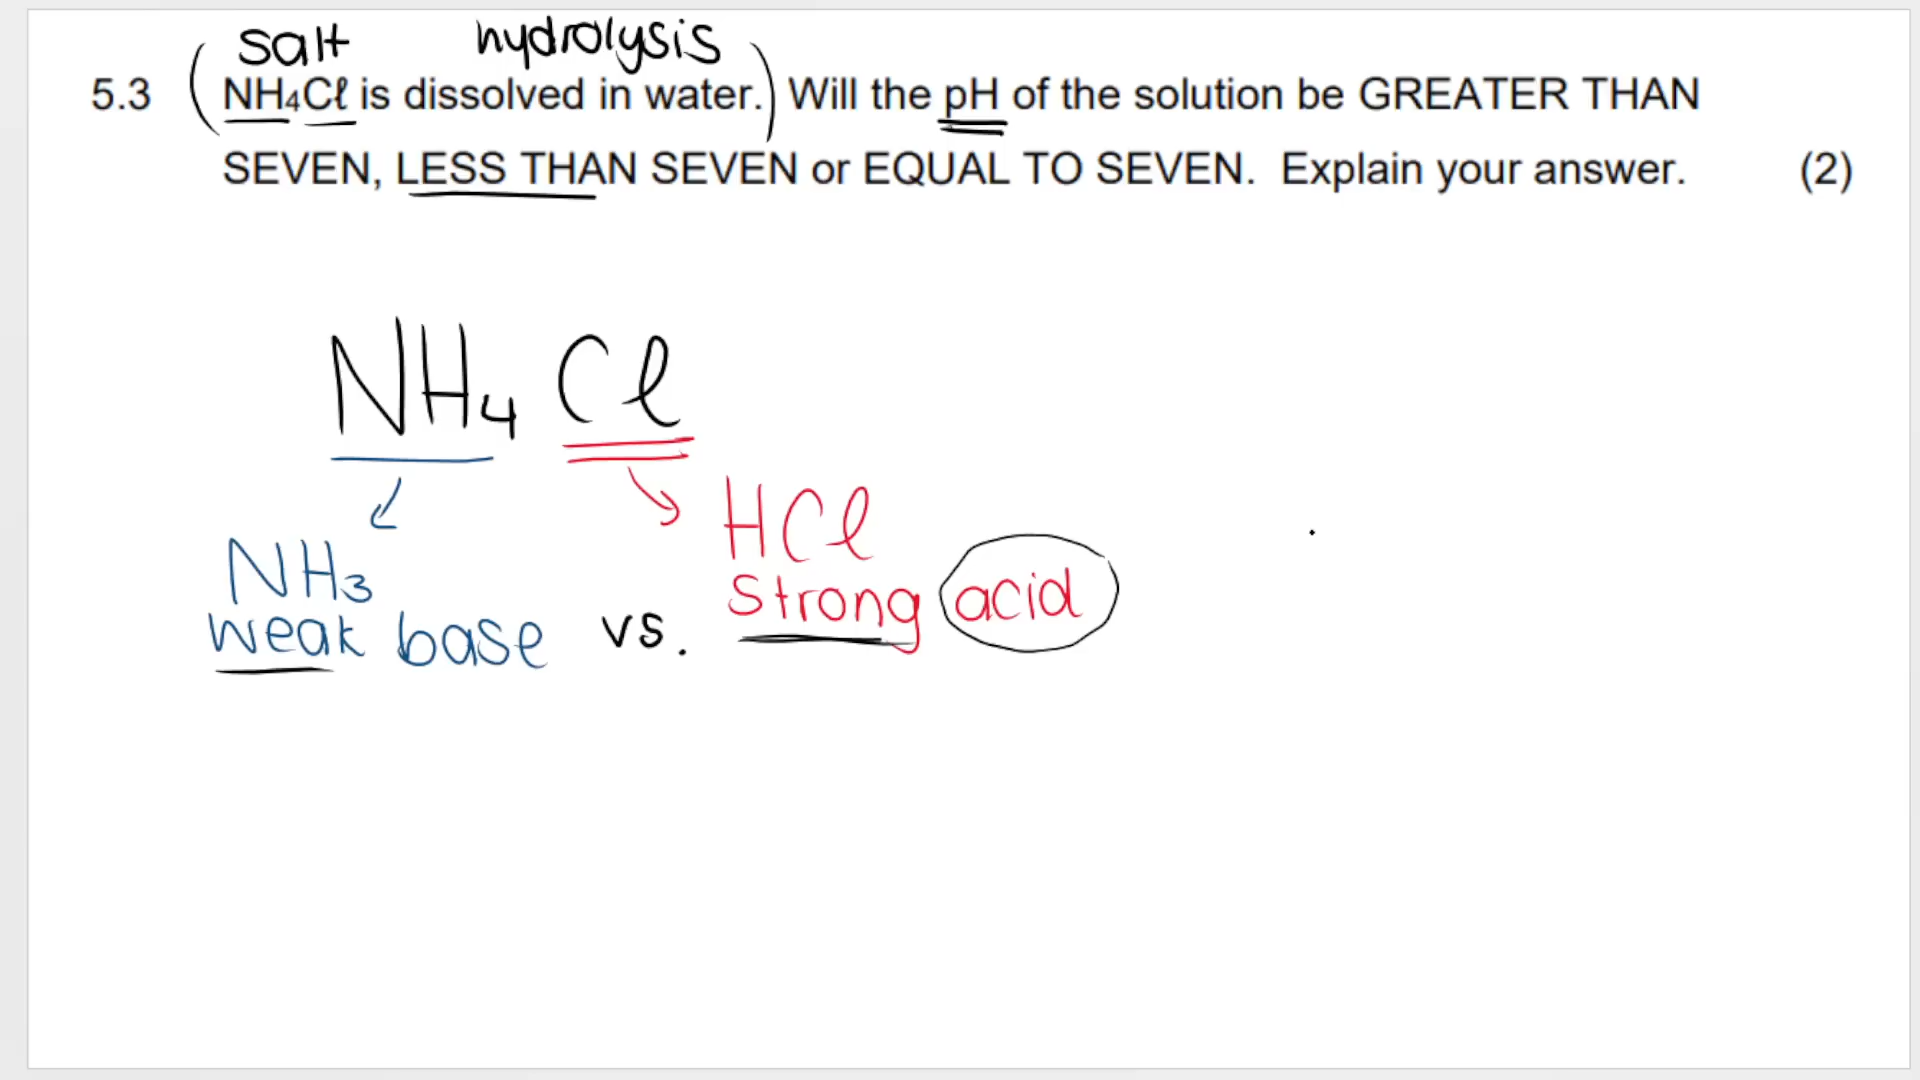 salt hydrolysis
5.3 (NH₄Cℓ is dissolved in water.) Will the pH of the solution be GREATER THAN
SEVEN, LESS THAN SEVEN or EQUAL TO SEVEN. Explain your answer. (2)
NH₄ Cℓ
HCℓ
NH₃
strong acid
weak base vs.